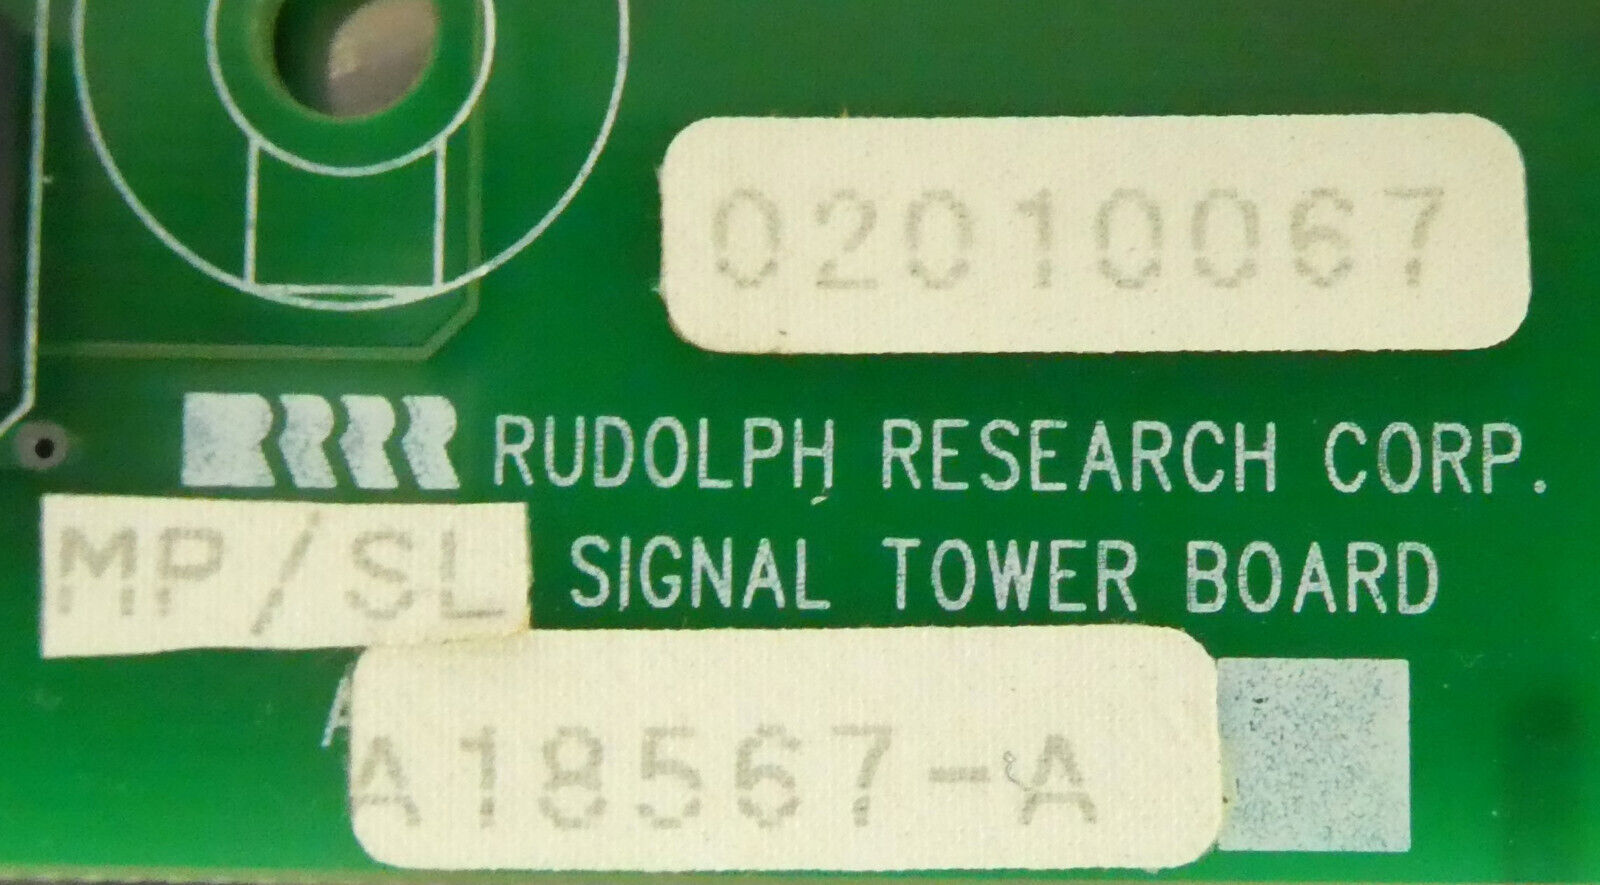 02010067
RUDOLPH RESEARCH CORP.
MP/SL SIGNAL TOWER BOARD
A18567-A